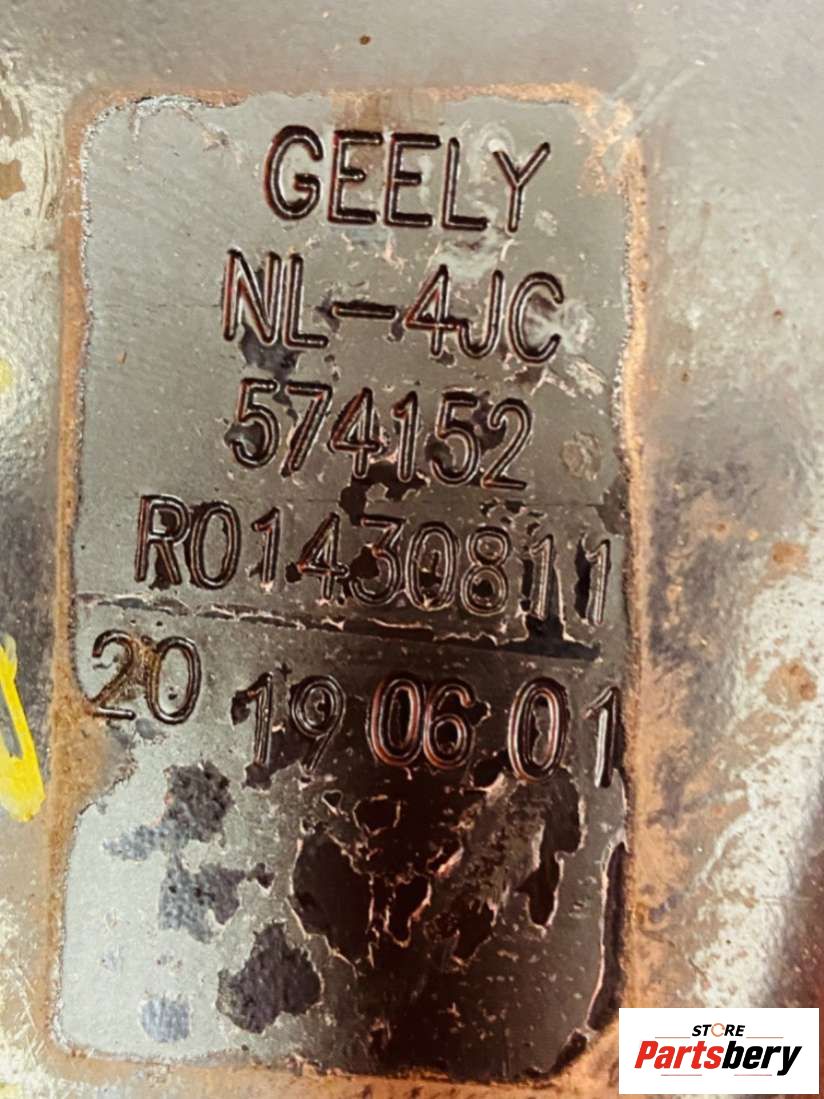 GEELY
NL-4JC
574152
R01430811
20 19 06 01
STORE
Partsbery